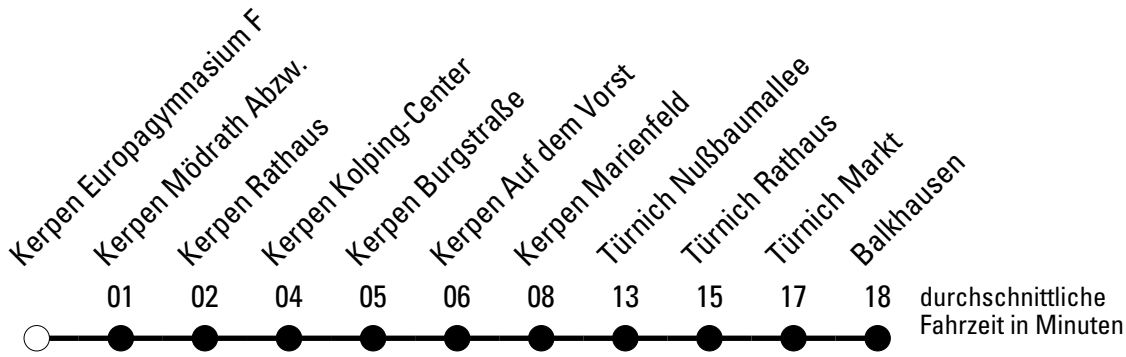 Kerpen Europagymnasium F
Kerpen Mödrath Abzw.
Kerpen Rathaus
Kerpen Kolping-Center
Kerpen Burgstraße
Kerpen Auf dem Vorst
Kerpen Marienfeld
Türnich Nußbaumallee
Türnich Rathaus
Türnich Markt
Balkhausen
01 02 04 05 06 08 13 15 17 18 durchschnittliche
Fahrzeit in Minuten